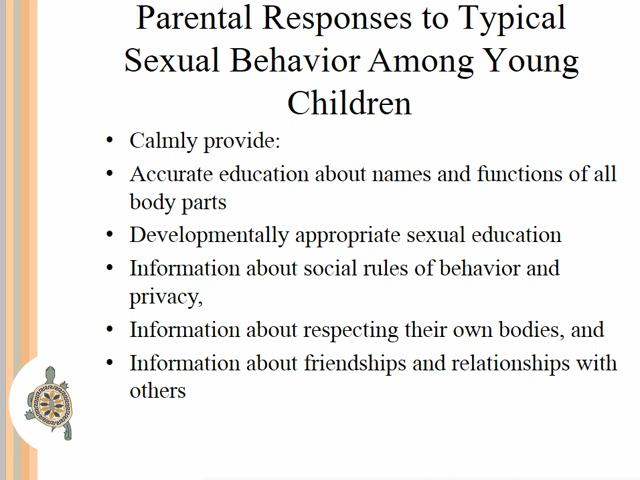 Parental Responses to Typical
Sexual Behavior Among Young
Children
• Calmly provide:
• Accurate education about names and functions of all
body parts
• Developmentally appropriate sexual education
• Information about social rules of behavior and
privacy,
• Information about respecting their own bodies, and
• Information about friendships and relationships with
others